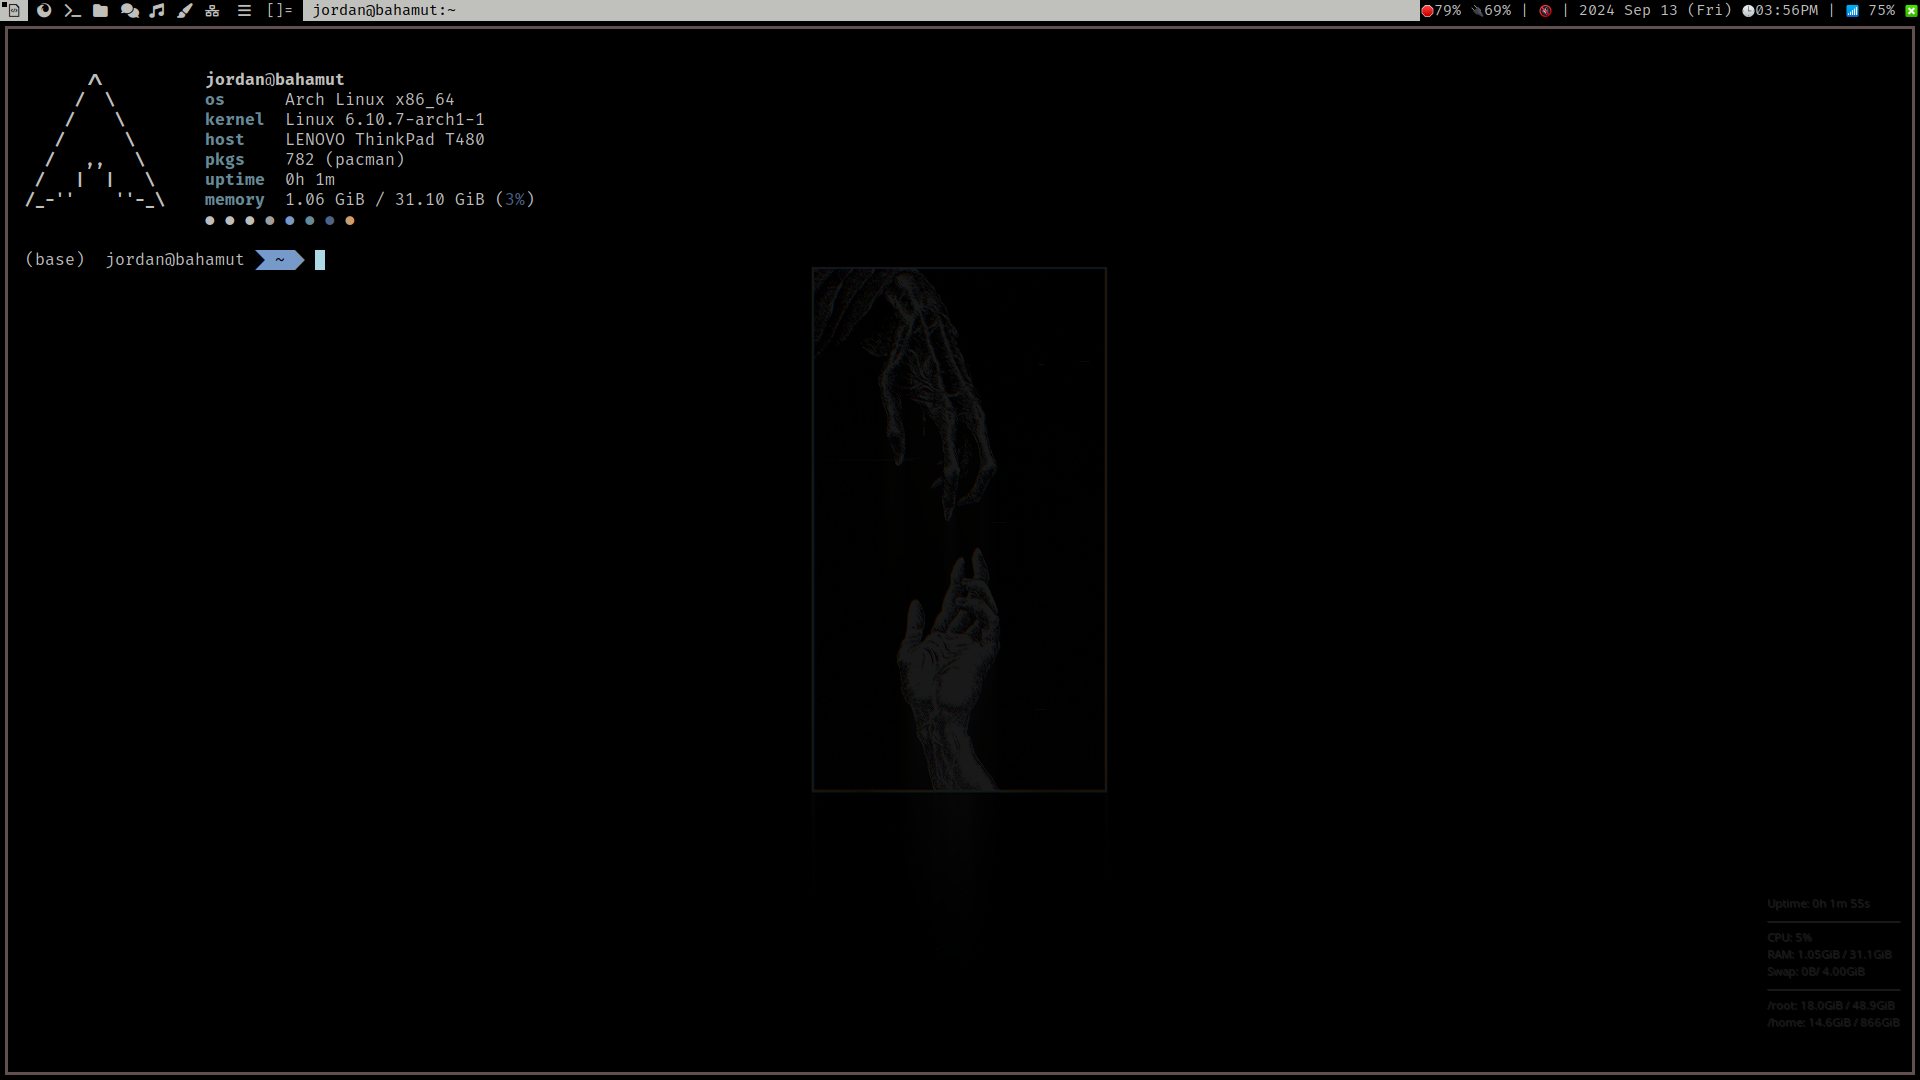 []= jordan@bahamut:~ 79% 69% | | 2024 Sep 13 (Fri) 03:56PM | 75%
jordan@bahamut
os Arch Linux x86_64
kernel Linux 6.10.7-arch1-1
host LENOVO ThinkPad T480
pkgs 782 (pacman)
uptime 0h 1m
memory 1.06 GiB / 31.10 GiB (3%)
(base) jordan@bahamut ~
Uptime: 0h 1m 55s
CPU: 5%
RAM: 1.05GiB / 31.1GiB
Swap: 0B/ 4.00GiB
/root: 18.0GiB / 48.9GiB
/home: 14.6GiB / 866GiB